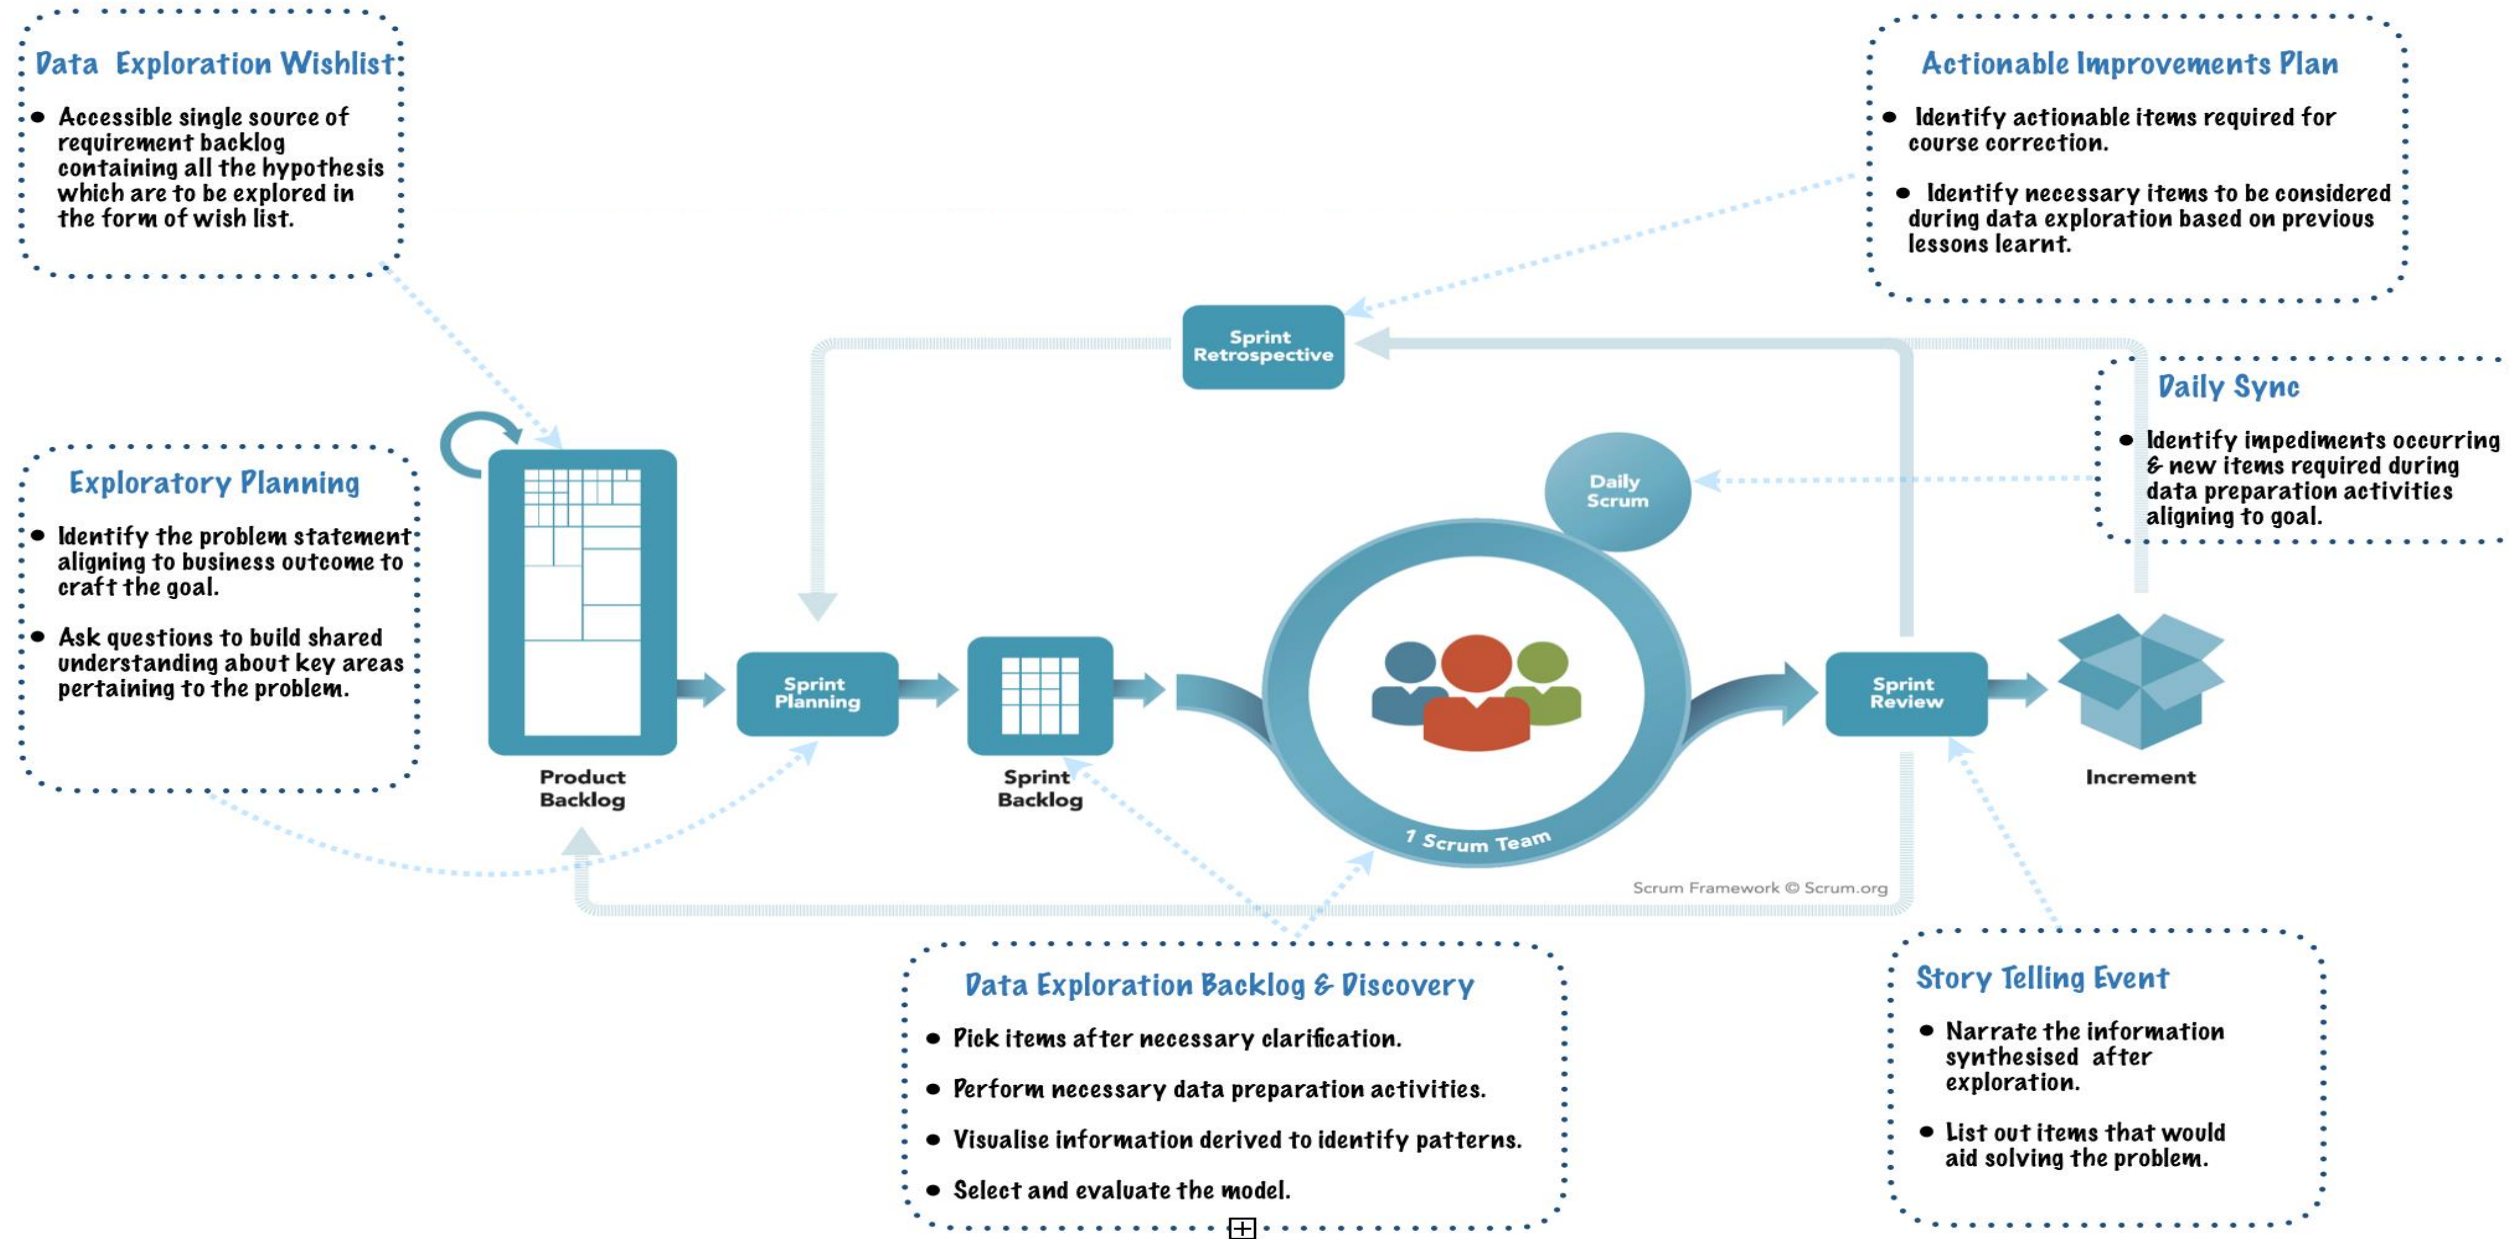 Data Exploration Wishlist
• Accessible single source of
requirement backlog
containing all the hypothesis
which are to be explored in
the form of wish list.
Actionable Improvements Plan
• Identify actionable items required for
course correction.
• Identify necessary items to be considered
during data exploration based on previous
lessons learnt.
Sprint
Retrospective
Daily Sync
• Identify impediments occurring
& new items required during
data preparation activities
aligning to goal.
Exploratory Planning
• Identify the problem statement
aligning to business outcome to
craft the goal.
• Ask questions to build shared
understanding about key areas
pertaining to the problem.
Daily
Scrum
Sprint
Planning
Sprint
Review
Product
Backlog
Sprint
Backlog
Increment
1 Scrum Team
Scrum Framework © Scrum.org
Data Exploration Backlog & Discovery
• Pick items after necessary clarification.
• Perform necessary data preparation activities.
• Visualise information derived to identify patterns.
• Select and evaluate the model.
Story Telling Event
• Narrate the information
synthesised after
exploration.
• List out items that would
aid solving the problem.